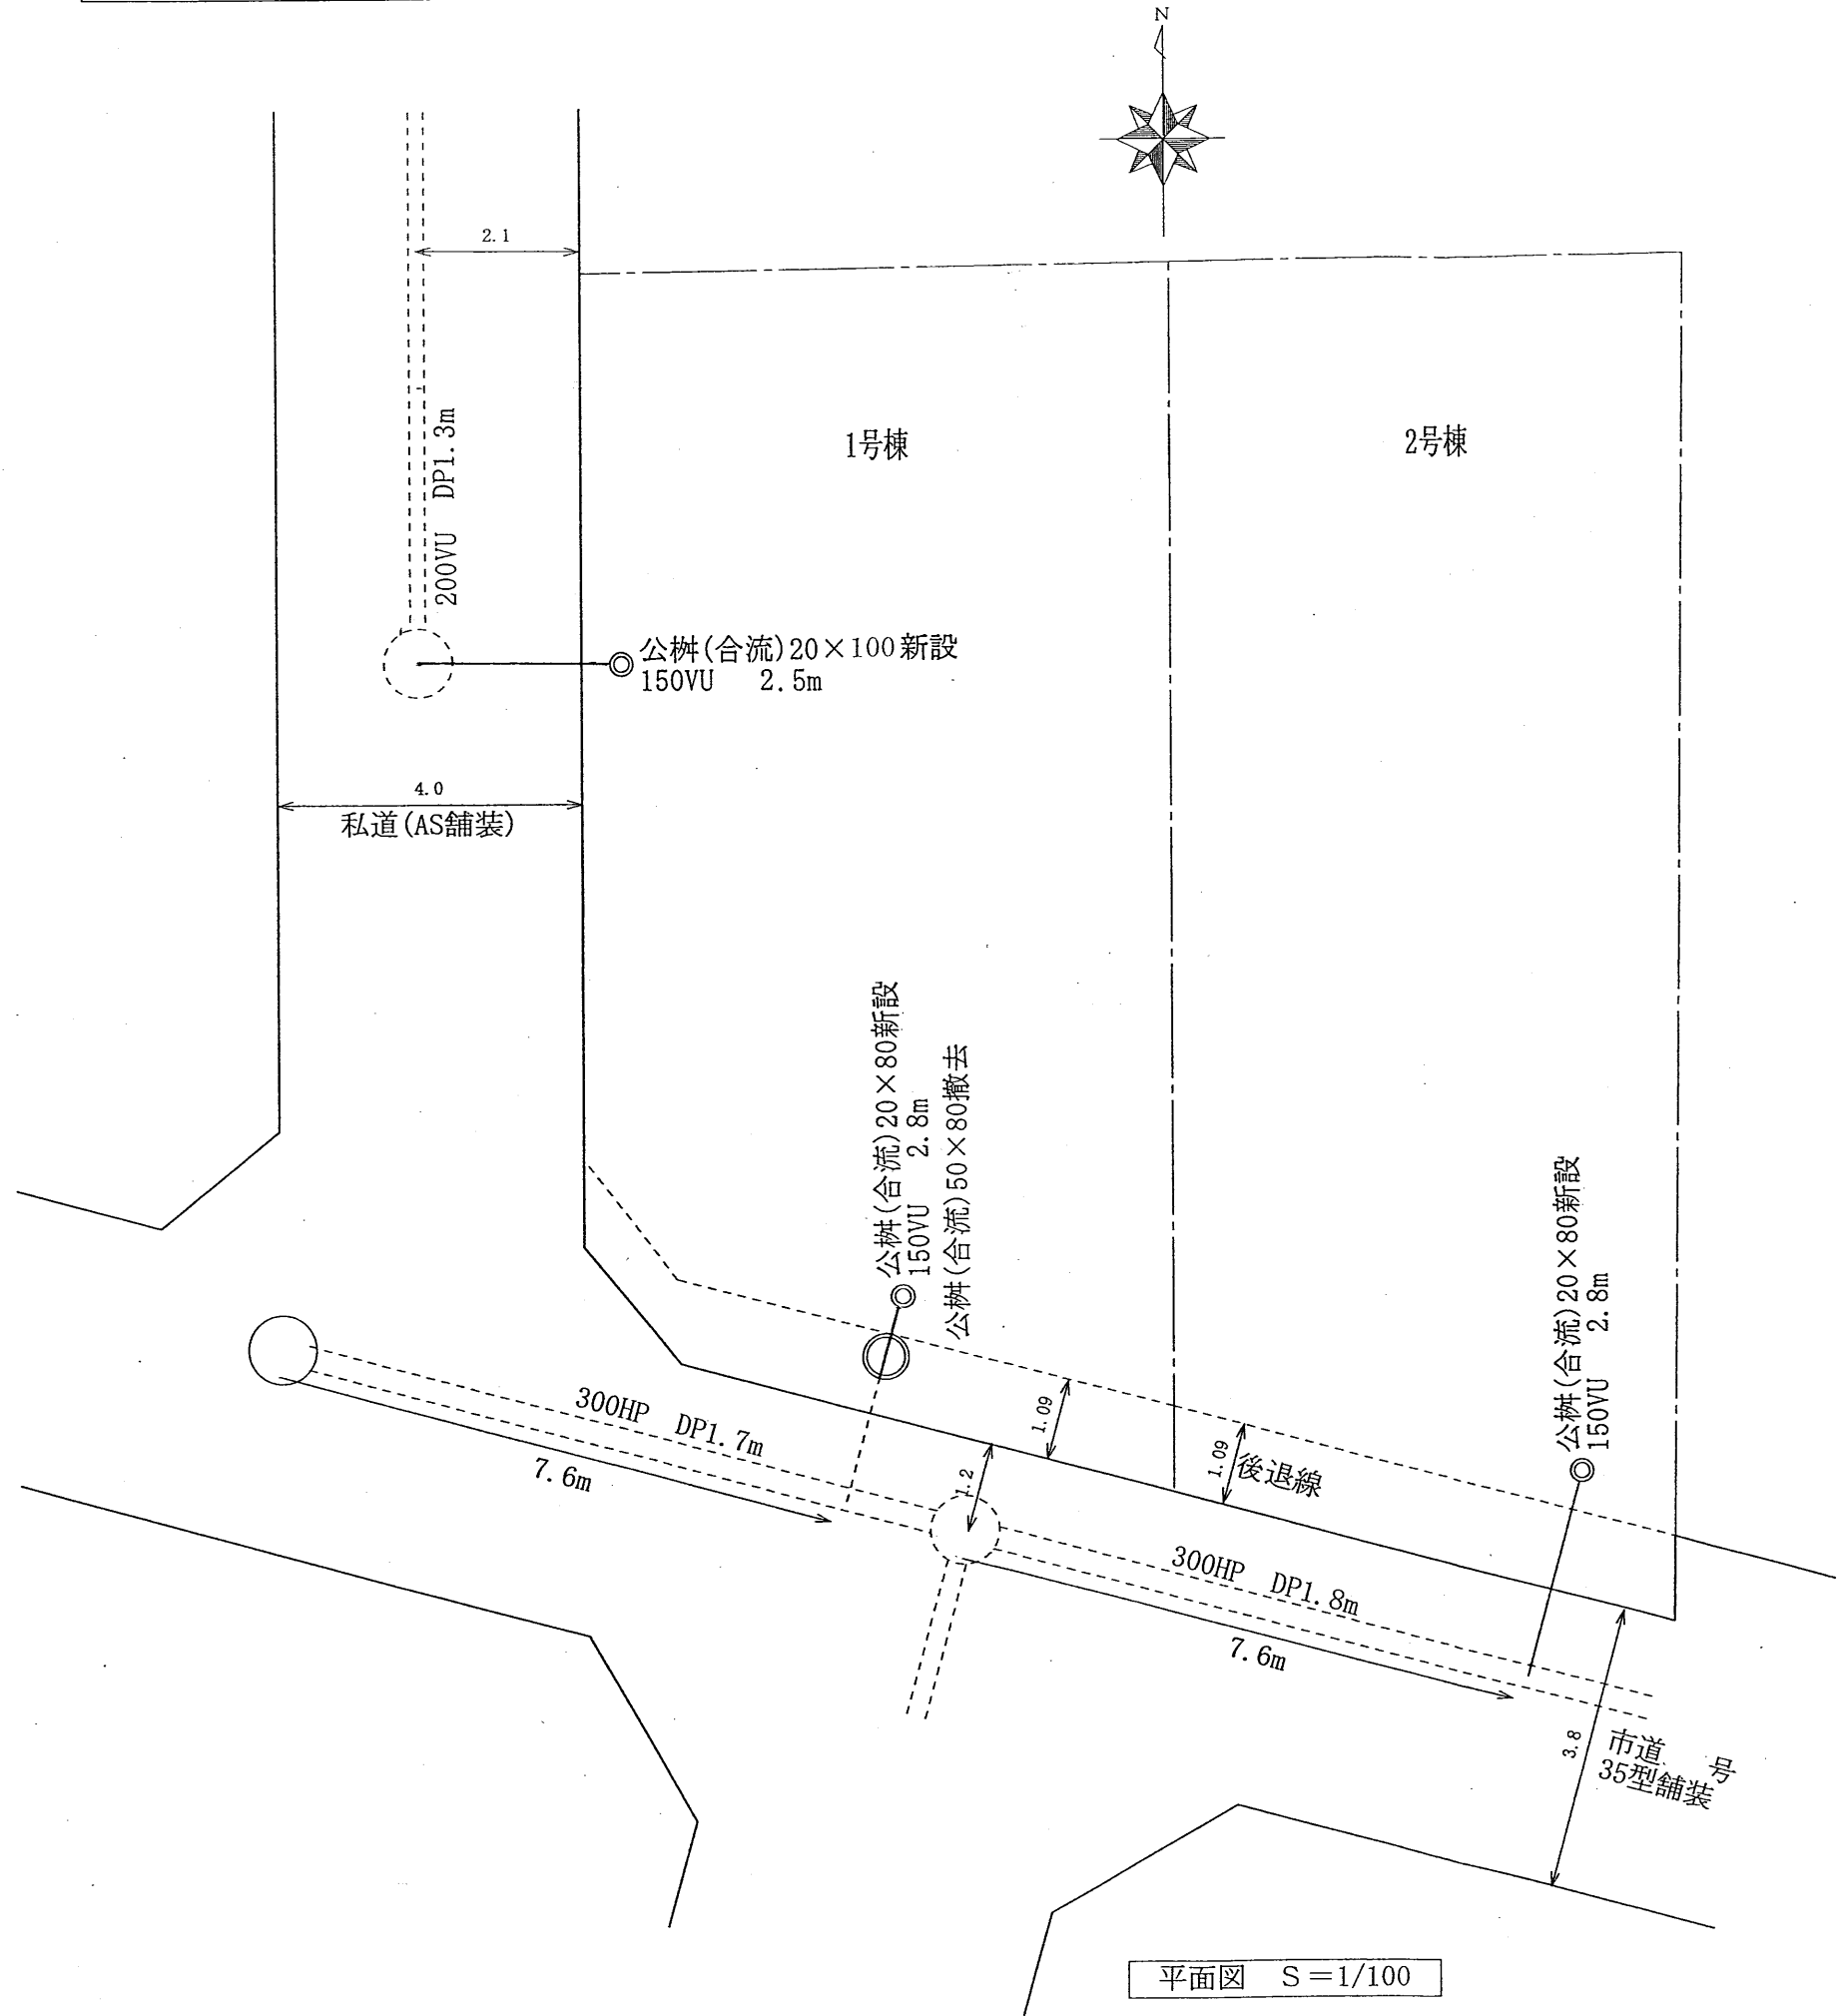 N
2.1
1号棟
2号棟
200VU DP1.3m
公桝(合流)20×100新設
150VU 2.5m
4.0
私道(AS舗装)
公桝(合流)20×80新設
150VU 2.8m
公桝(合流)50×80撤去
公桝(合流)20×80新設
150VU 2.8m
300HP DP1.7m
7.6m
1.09
1.2
1.09
後退線
300HP DP1.8m
7.6m
3.8
市道 号
35型舗装
平面図 S=1/100